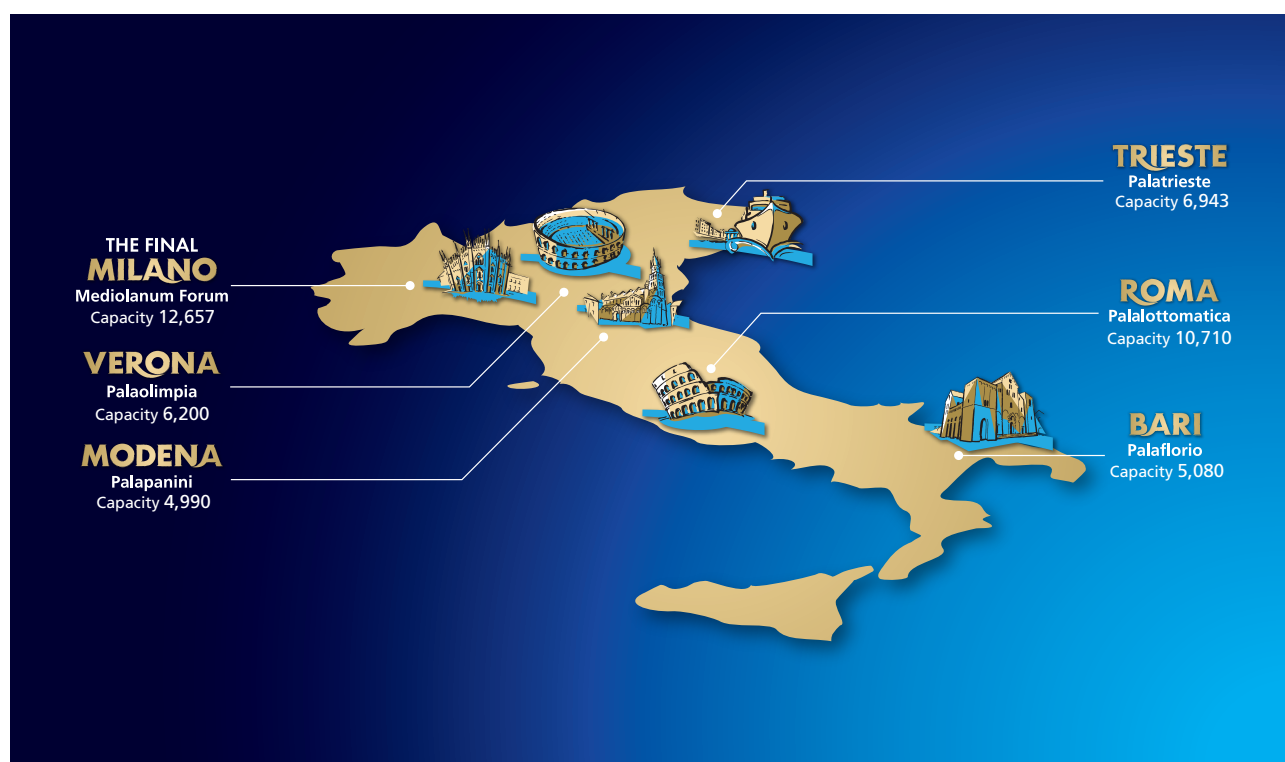 THE FINAL
MILANO
Mediolanum Forum
Capacity 12,657
VERONA
Palaolimpia
Capacity 6,200
MODENA
Palapanini
Capacity 4,990
TRIESTE
Palatrieste
Capacity 6,943
ROMA
Palalottomatica
Capacity 10,710
BARI
Palaflorio
Capacity 5,080